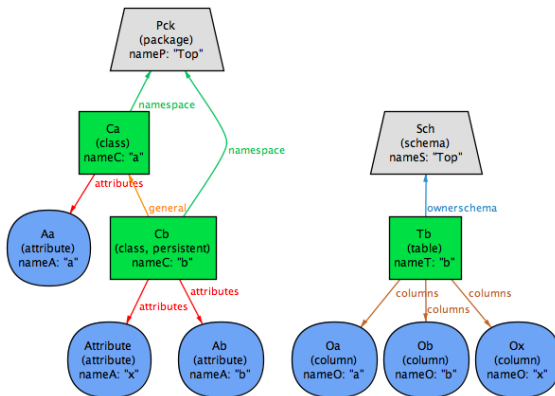 Pck
(package)
nameP: "Top"
namespace
Ca
(class)
nameC: "a"
Sch
(schema)
nameS: "Top"
namespace
attributes
general
ownerschema
Aa
(attribute)
nameA: "a"
Cb
(class, persistent)
nameC: "b"
Tb
(table)
nameT: "b"
attributes
attributes
columns
columns
columns
Attribute
(attribute)
nameA: "x"
Ab
(attribute)
nameA: "b"
Oa
(column)
nameO: "a"
Ob
(column)
nameO: "b"
Ox
(column)
nameO: "x"